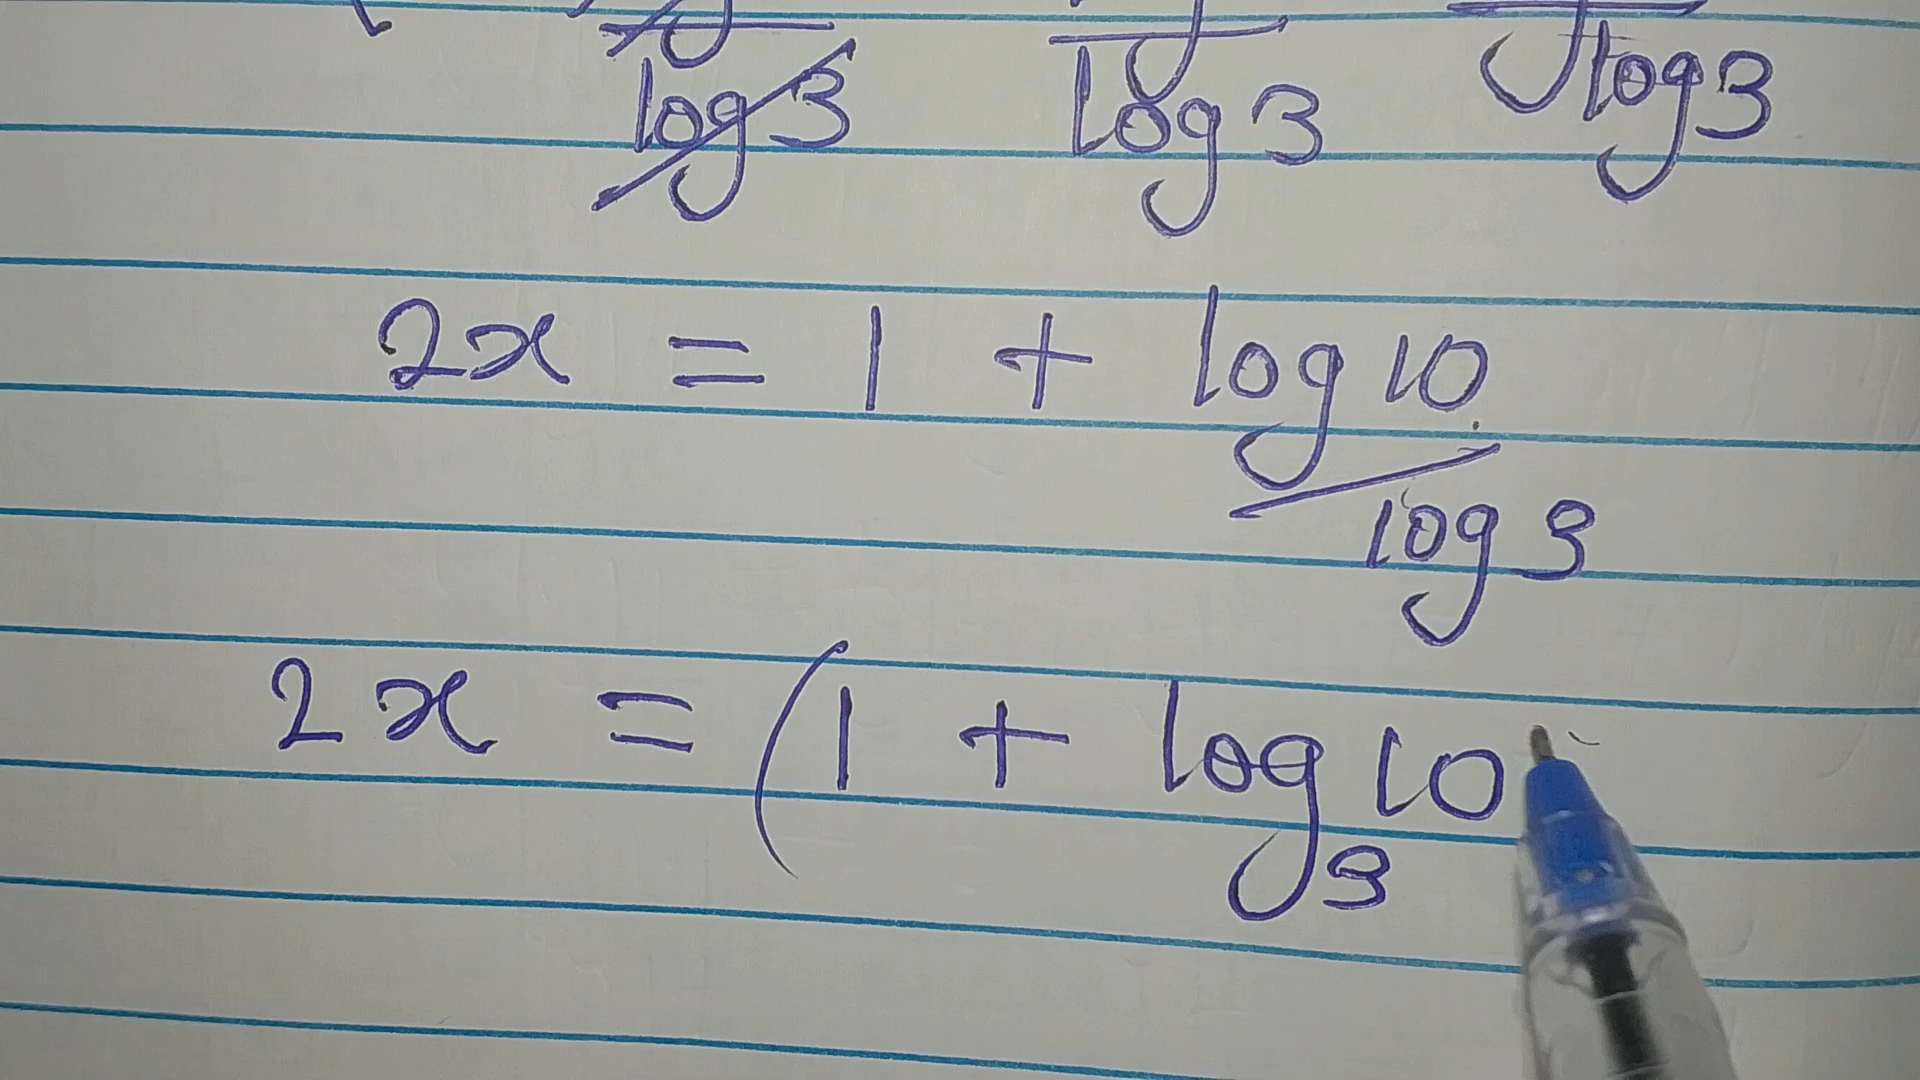 log 3 log 3 log 3
2x = 1 + log 10
log 3
2x = (1 + log₃ 10